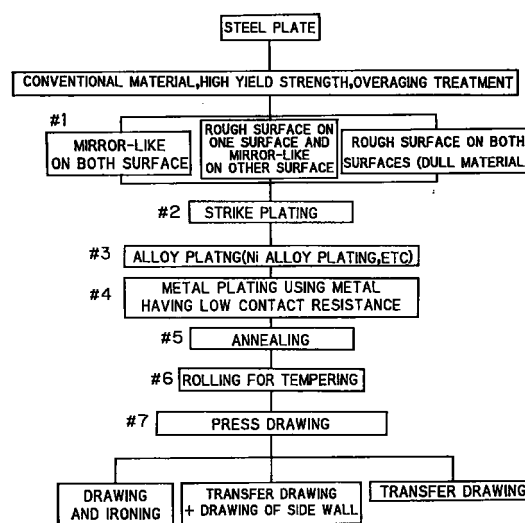 STEEL PLATE
CONVENTIONAL MATERIAL,HIGH YIELD STRENGTH,OVERAGING TREATMENT
#1
MIRROR-LIKE
ON BOTH SURFACE
ROUGH SURFACE ON
ONE SURFACE AND
MIRROR-LIKE
ON OTHER SURFACE
ROUGH SURFACE ON BOTH
SURFACES (DULL MATERIAL
#2 STRIKE PLATING
#3 ALLOY PLATNG(Ni ALLOY PLATING,ETC)
#4 METAL PLATING USING METAL
HAVING LOW CONTACT RESISTANCE
#5 ANNEALING
#6 ROLLING FOR TEMPERING
#7 PRESS DRAWING
DRAWING
AND IRONING
TRANSFER DRAWING
+ DRAWING OF SIDE WALL
TRANSFER DRAWING